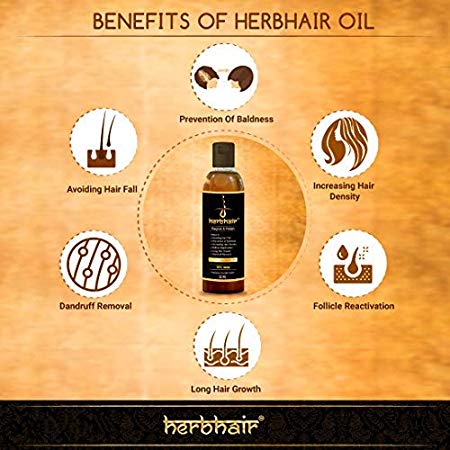 BENEFITS OF HERBHAIR OIL
Prevention Of Baldness
Avoiding Hair Fall
Increasing Hair
Density
herbhair®
Dandruff Removal
Follicle Reactivation
Long Hair Growth
herbhair®